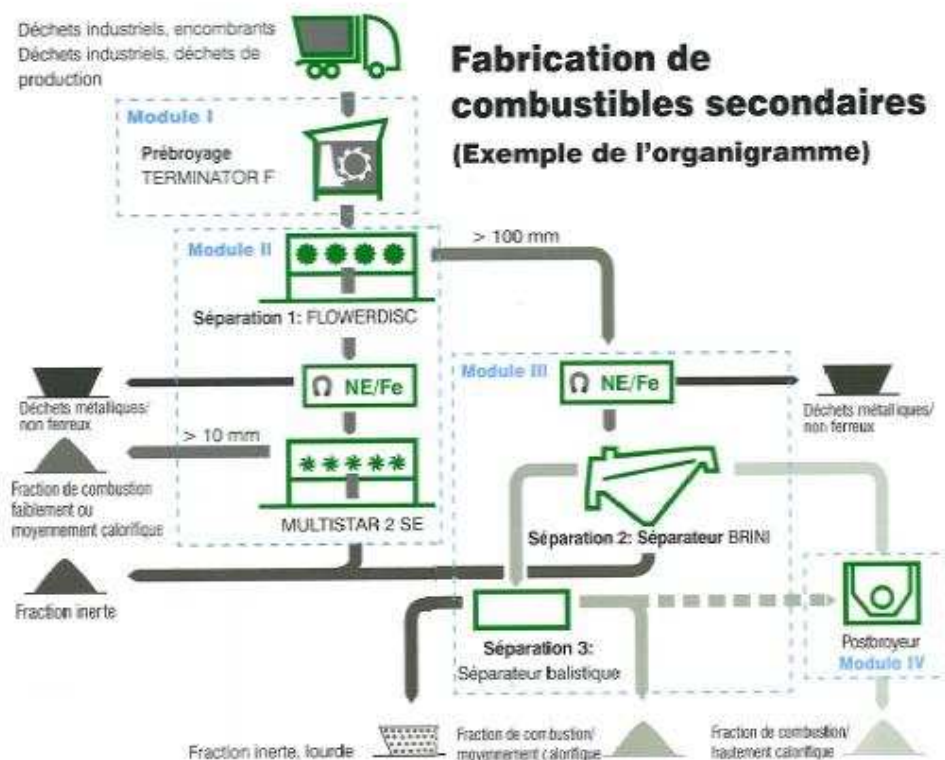 Déchets industriels, encombrants
Déchets industriels, déchets de
production
Fabrication de
combustibles secondaires
(Exemple de l'organigramme)
Module I
Prébroyage
TERMINATOR F
Module II
> 100 mm
Séparation 1: FLOWERDISC
Module III
NE/Fe
NE/Fe
Déchets métalliques/
non ferreux
Déchets métalliques/
non ferreux
> 10 mm
Fraction de combustion
faiblement ou
moyennement calorifique
MULTISTAR 2 SE
Séparation 2: Séparateur BRINI
Fraction inerte
Séparation 3:
Séparateur balistique
Postbroyeur
Module IV
Fraction inerte, lourde
Fraction de combustion/
moyennement calorifique
Fraction de combustion/
hautement calorifique